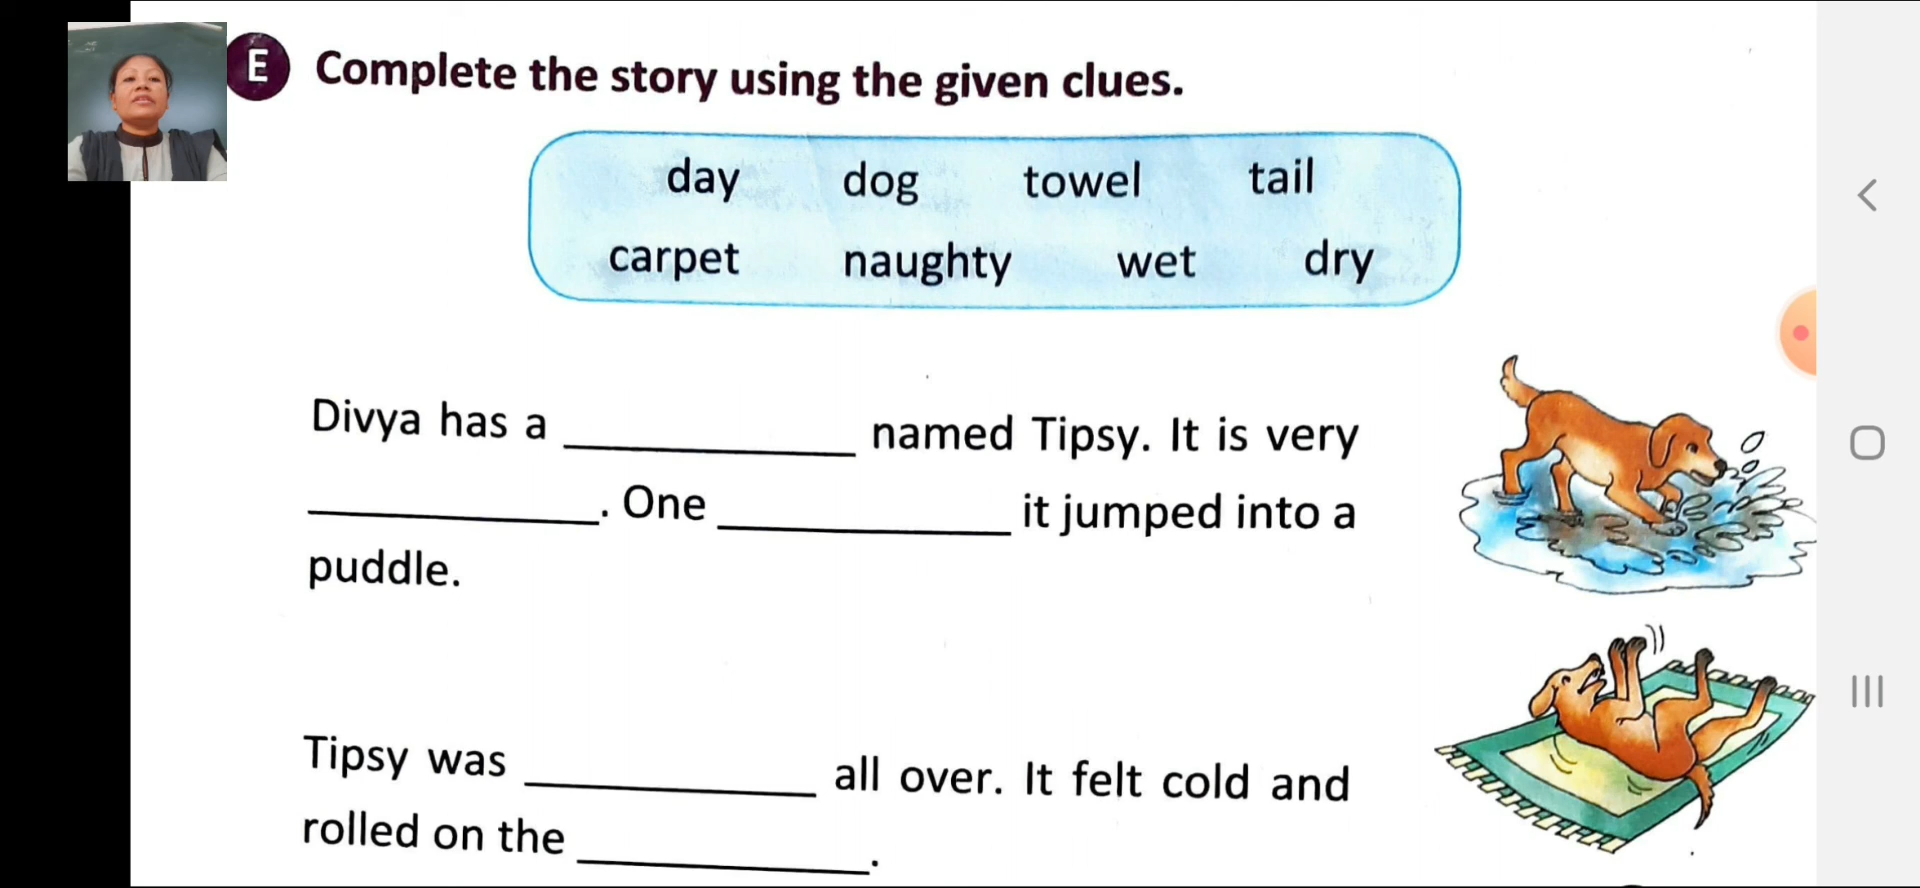 E Complete the story using the given clues.
day dog towel tail
carpet naughty wet dry
Divya has a ____________ named Tipsy. It is very
____________. One ____________ it jumped into a
puddle.
Tipsy was ____________ all over. It felt cold and
rolled on the ____________.